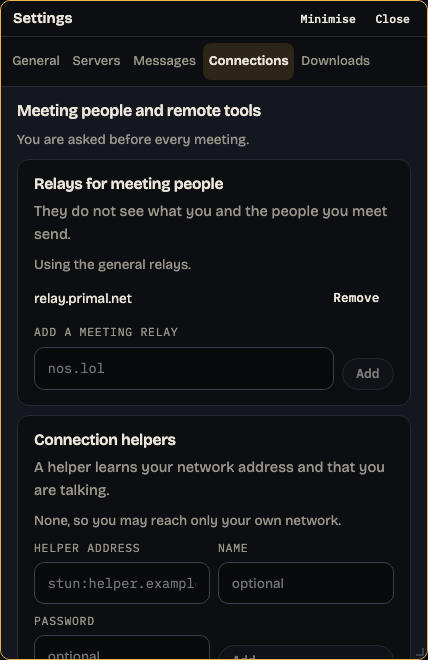 Settings
Minimise
Close
General
Servers
Messages
Connections
Downloads
Meeting people and remote tools
You are asked before every meeting.
Relays for meeting people
They do not see what you and the people you meet
send.
Using the general relays.
relay.primal.net
Remove
ADD A MEETING RELAY
nos.lol
Add
Connection helpers
A helper learns your network address and that you
are talking.
None, so you may reach only your own network.
HELPER ADDRESS
NAME
stun:helper.exampl
optional
PASSWORD
optional
Add